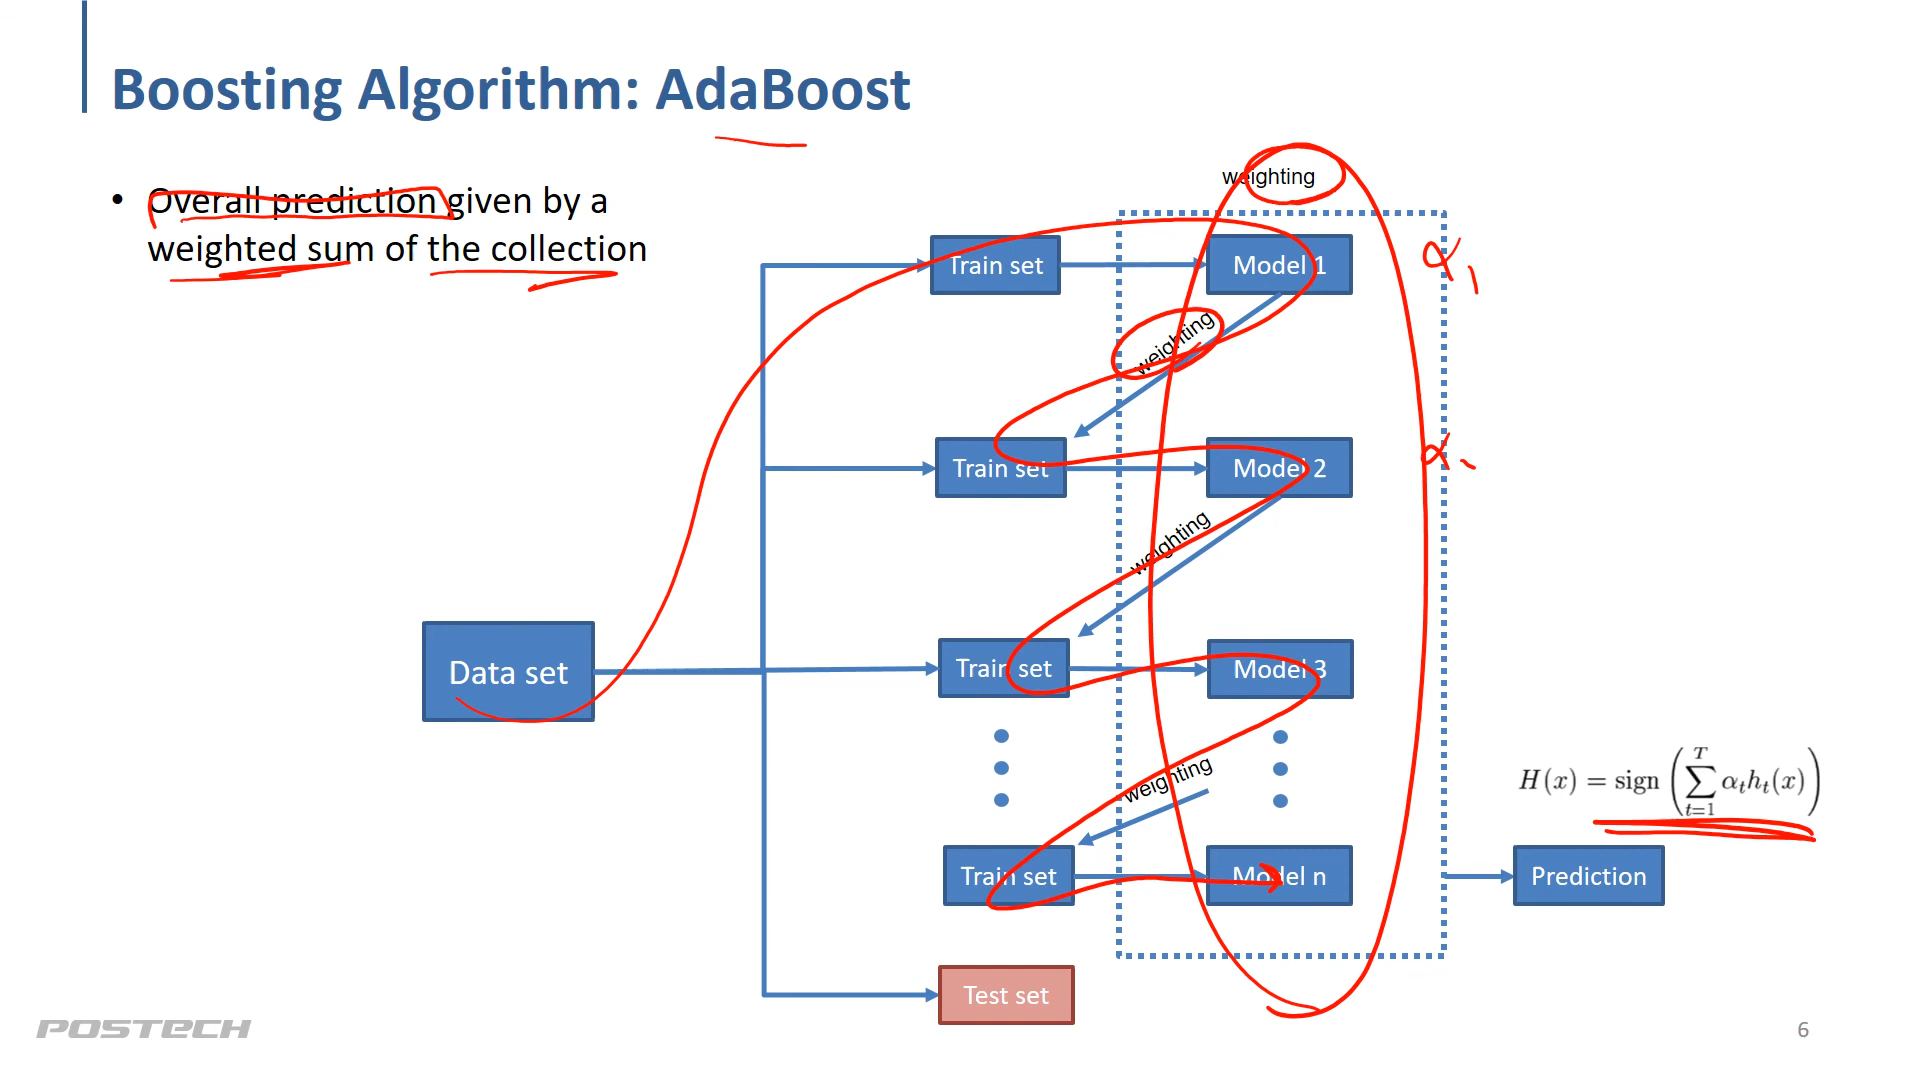 Boosting Algorithm: AdaBoost
• Overall prediction given by a
weighted sum of the collection
weighting
Train set
Model 1
α₁
weighting
Train set
Model 2
α
weighting
Data set
Train set
Model 3
weighting
H(x) = sign (∑_{t=1}^{T} α_t h_t(x))
Train set
Model n
Prediction
Test set
POSTECH
6